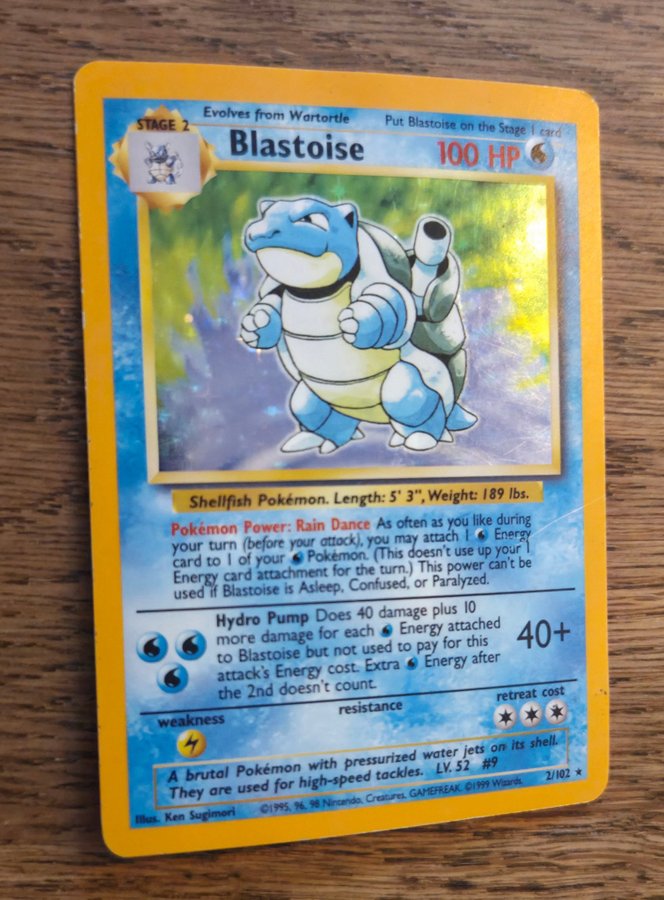 Evolves from Wartortle
Put Blastoise on the Stage 1 card
STAGE 2
Blastoise
100 HP
Shellfish Pokémon. Length: 5' 3", Weight: 189 lbs.
Pokémon Power: Rain Dance As often as you like during
your turn (before your attack), you may attach 1 Energy
card to 1 of your Pokémon. (This doesn't use up your 1
Energy card attachment for the turn.) This power can't be
used if Blastoise is Asleep, Confused, or Paralyzed.
Hydro Pump Does 40 damage plus 10
more damage for each Energy attached
to Blastoise but not used to pay for this
attack's Energy cost. Extra Energy after
the 2nd doesn't count.
40+
weakness
resistance
retreat cost
A brutal Pokémon with pressurized water jets on its shell.
They are used for high-speed tackles. LV. 52 #9
Illus. Ken Sugimori
©1995, 96, 98 Nintendo, Creatures, GAMEFREAK. ©1999 Wizards.
2/102 ★